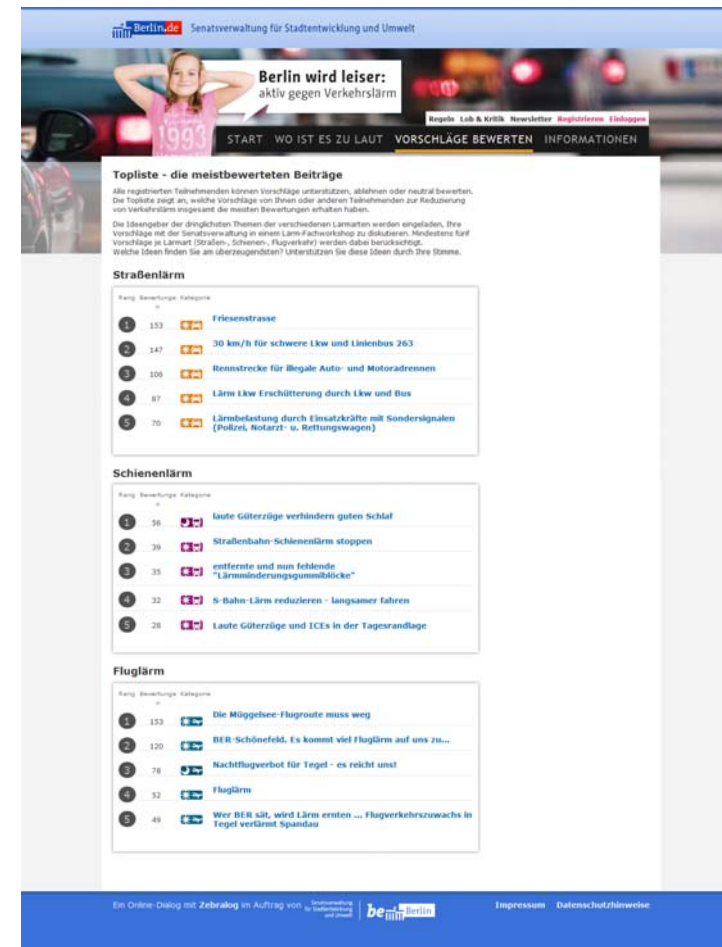 Berlin.de Senatsverwaltung für Stadtentwicklung und Umwelt
Berlin wird leiser:
aktiv gegen Verkehrslärm
1993
Regeln Lob & Kritik Newsletter Registrieren Einloggen
START WO IST ES ZU LAUT VORSCHLÄGE BEWERTEN INFORMATIONEN
Topliste - die meistbewerteten Beiträge
Alle registrierten Teilnehmenden können Vorschläge unterstützen, ablehnen oder neutral bewerten.
Die Topliste zeigt an, welche Vorschläge von Ihnen oder anderen Teilnehmenden zur Reduzierung
von Verkehrslärm insgesamt die meisten Bewertungen erhalten haben.
Die Ideengeber der dringlichsten Themen der verschiedenen Lärmarten werden eingeladen, Ihre
Vorschläge mit der Senatsverwaltung in einem Lärm-Fachworkshop zu diskutieren. Mindestens fünf
Vorschläge je Lärmart (Straßen-, Schienen-, Flugverkehr) werden dabei berücksichtigt.
Welche Ideen finden Sie am überzeugendsten? Unterstützen Sie diese Ideen durch Ihre Stimme.
Straßenlärm
Rang Bewertunge Kategorie
n
1 153 Friesenstrasse
2 147 30 km/h für schwere Lkw und Linienbus 263
3 106 Rennstrecke für illegale Auto- und Motoradrennen
4 87 Lärm Lkw Erschütterung durch Lkw und Bus
5 70 Lärmbelastung durch Einsatzkräfte mit Sondersignalen
(Polizei, Notarzt- u. Rettungswagen)
Schienenlärm
Rang Bewertunge Kategorie
n
1 56 laute Güterzüge verhindern guten Schlaf
2 39 Straßenbahn-Schienenlärm stoppen
3 35 entfernte und nun fehlende
"Lärmminderungsgummiblöcke"
4 32 S-Bahn-Lärm reduzieren - langsamer fahren
5 28 Laute Güterzüge und ICEs in der Tagesrandlage
Fluglärm
Rang Bewertunge Kategorie
n
1 153 Die Müggelsee-Flugroute muss weg
2 120 BER-Schönefeld. Es kommt viel Fluglärm auf uns zu...
3 78 Nachtflugverbot für Tegel - es reicht uns!
4 52 Fluglärm
5 49 Wer BER sät, wird Lärm ernten ... Flugverkehrszuwachs in
Tegel verlärmt Spandau
Ein Online-Dialog mit Zebralog im Auftrag von Senatsverwaltung
für Stadtentwicklung
und Umwelt
be Berlin
Impressum Datenschutzhinweise